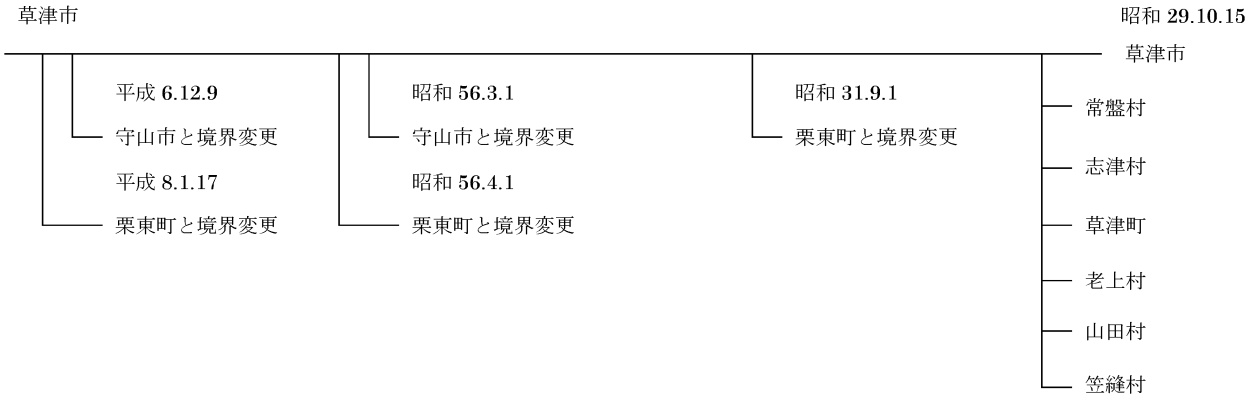 草津市
昭和 29.10.15
草津市
平成 6.12.9
守山市と境界変更
平成 8.1.17
栗東町と境界変更
昭和 56.3.1
守山市と境界変更
昭和 56.4.1
栗東町と境界変更
昭和 31.9.1
栗東町と境界変更
常盤村
志津村
草津町
老上村
山田村
笠縫村